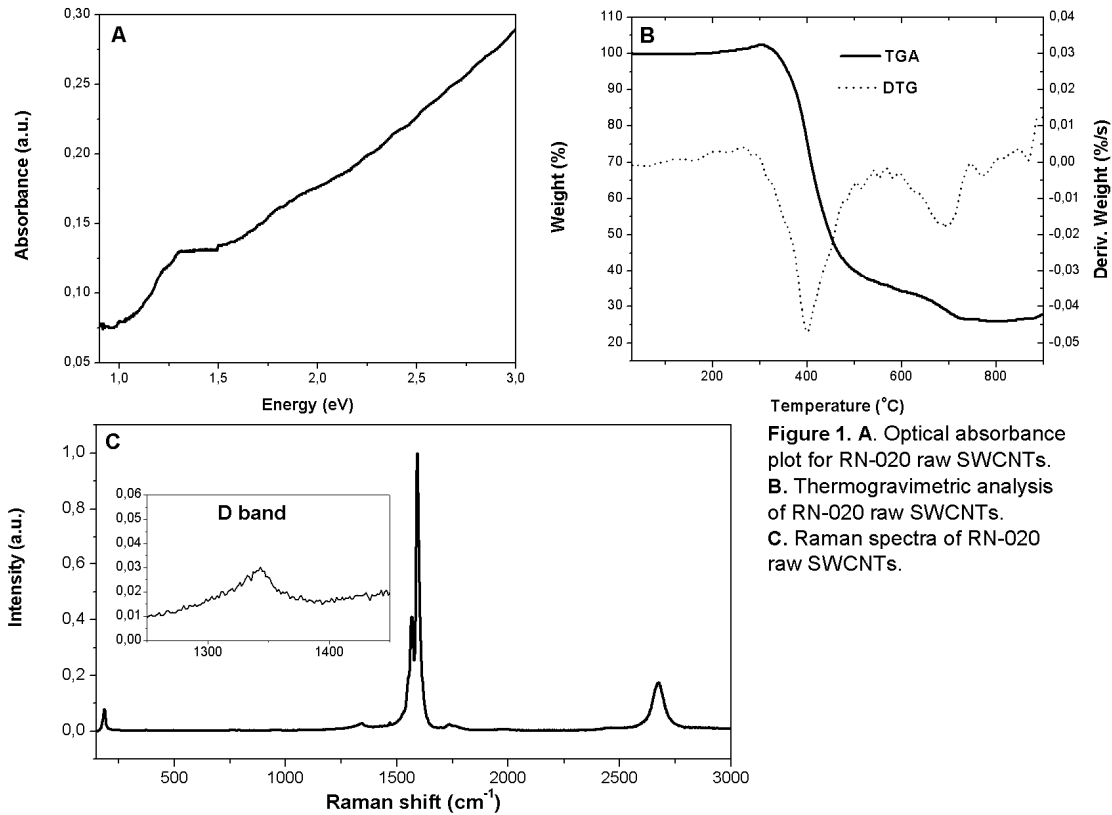 A
0,30
0,25
0,20
0,15
0,10
0,05
Absorbance (a.u.)
1,0 1,5 2,0 2,5 3,0
Energy (eV)
B
TGA
DTG
110
100
90
80
70
60
50
40
30
20
Weight (%)
0,04
0,03
0,02
0,01
0,00
-0,01
-0,02
-0,03
-0,04
-0,05
Deriv. Weight (%/s)
200 400 600 800
Temperature (°C)
C
1,0
0,8
0,6
0,4
0,2
0,0
Intensity (a.u.)
D band
0,06
0,05
0,04
0,03
0,02
0,01
0,00
1300 1400
500 1000 1500 2000 2500 3000
Raman shift (cm⁻¹)
Figure 1. A. Optical absorbance
plot for RN-020 raw SWCNTs.
B. Thermogravimetric analysis
of RN-020 raw SWCNTs.
C. Raman spectra of RN-020
raw SWCNTs.